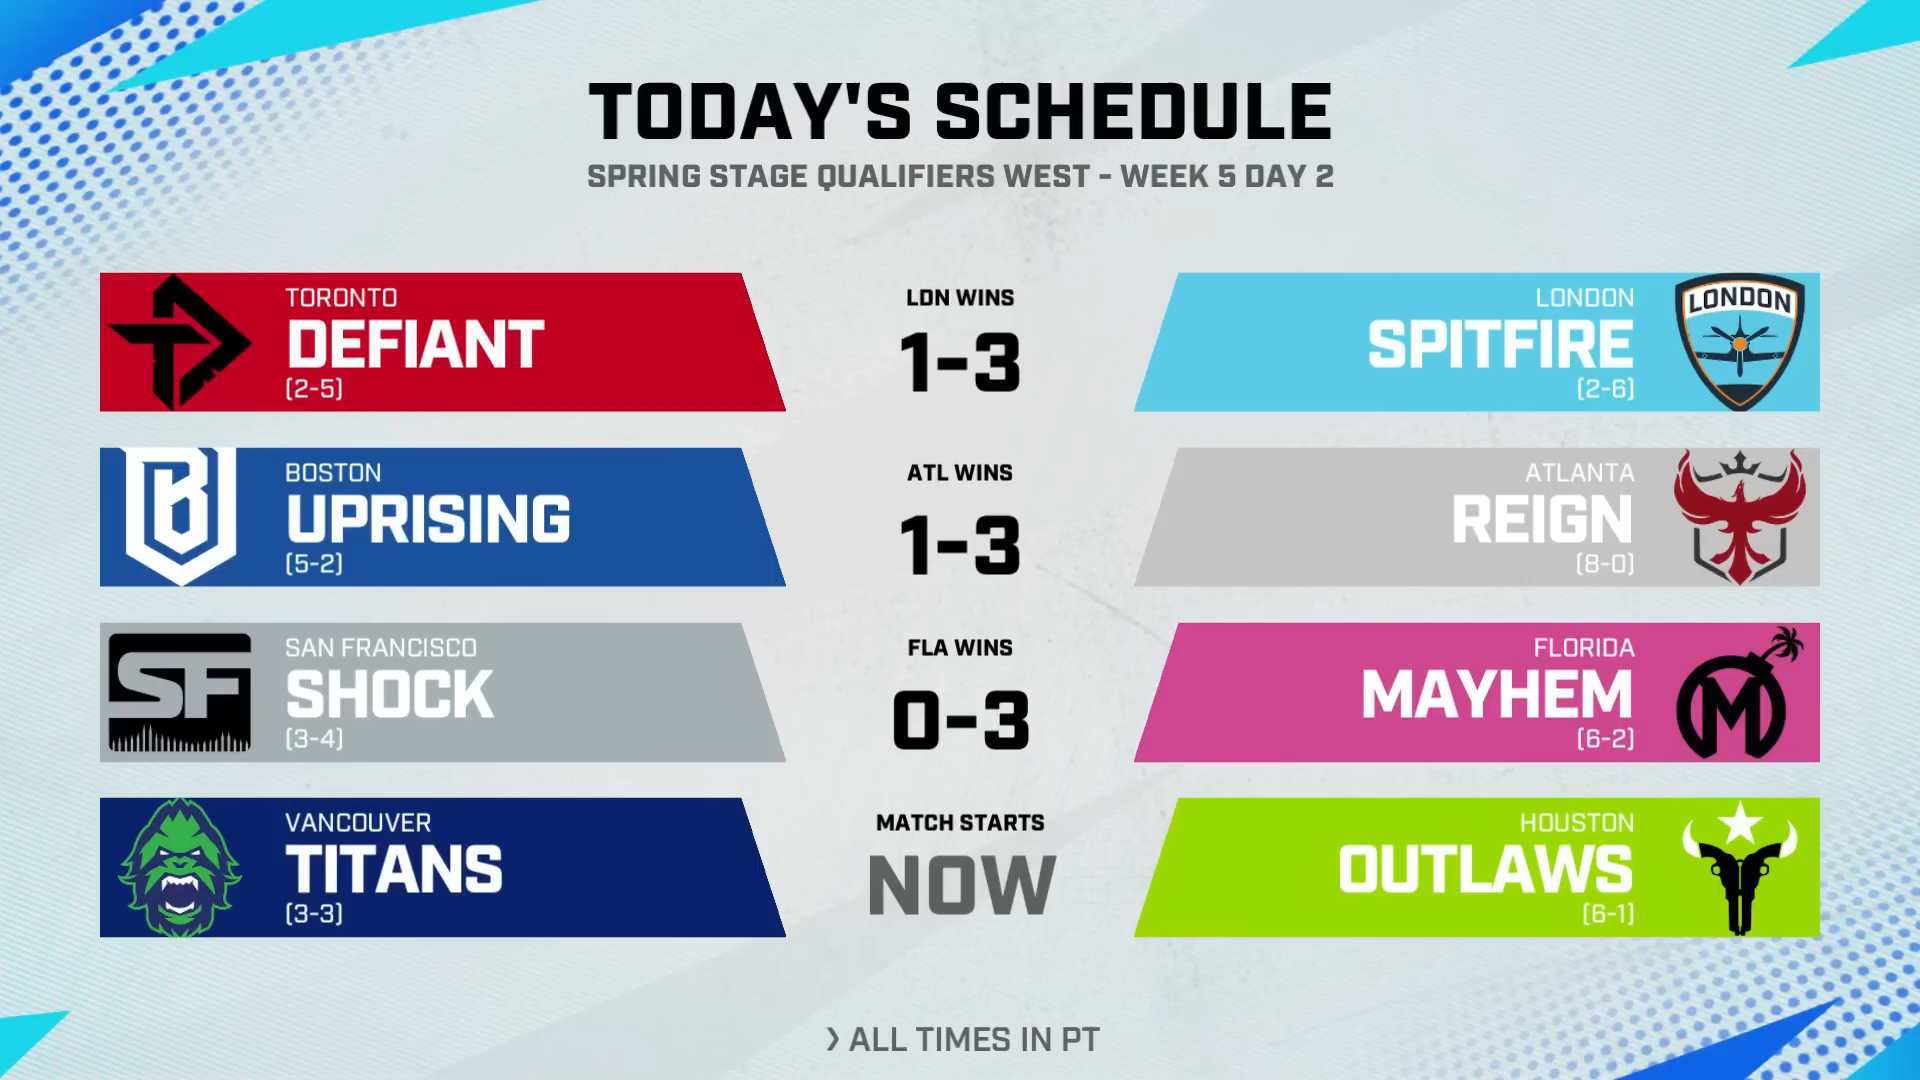 TODAY'S SCHEDULE
SPRING STAGE QUALIFIERS WEST - WEEK 5 DAY 2
TORONTO
DEFIANT
(2-5)
LDN WINS
1-3
LONDON
SPITFIRE
(2-6)
LONDON
B
BOSTON
UPRISING
(5-2)
ATL WINS
1-3
ATLANTA
REIGN
(8-0)
SF
SAN FRANCISCO
SHOCK
(3-4)
FLA WINS
0-3
FLORIDA
MAYHEM
(6-2)
M
VANCOUVER
TITANS
(3-3)
MATCH STARTS
NOW
HOUSTON
OUTLAWS
(6-1)
❯ ALL TIMES IN PT